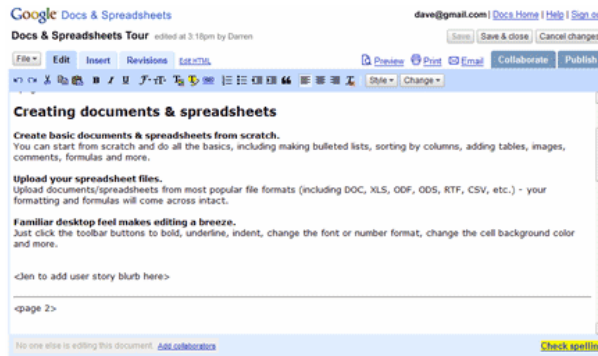 Google Docs & Spreadsheets
dave@gmail.com | Docs Home | Help | Sign ou
Docs & Spreadsheets Tour edited at 3:18pm by Darren
Save Save & close Cancel changes
File Edit Insert Revisions Edit HTML Preview Print Email Collaborate Publish
B I U Style Change
Creating documents & spreadsheets
Create basic documents & spreadsheets from scratch.
You can start from scratch and do all the basics, including making bulleted lists, sorting by columns, adding tables, images,
comments, formulas and more.
Upload your spreadsheet files.
Upload documents/spreadsheets from most popular file formats (including DOC, XLS, ODF, ODS, RTF, CSV, etc.) - your
formatting and formulas will come across intact.
Familiar desktop feel makes editing a breeze.
Just click the toolbar buttons to bold, underline, indent, change the font or number format, change the cell background color
and more.
<Jen to add user story blurb here>
<page 2>
No one else is editing this document. Add collaborators
Check spellin